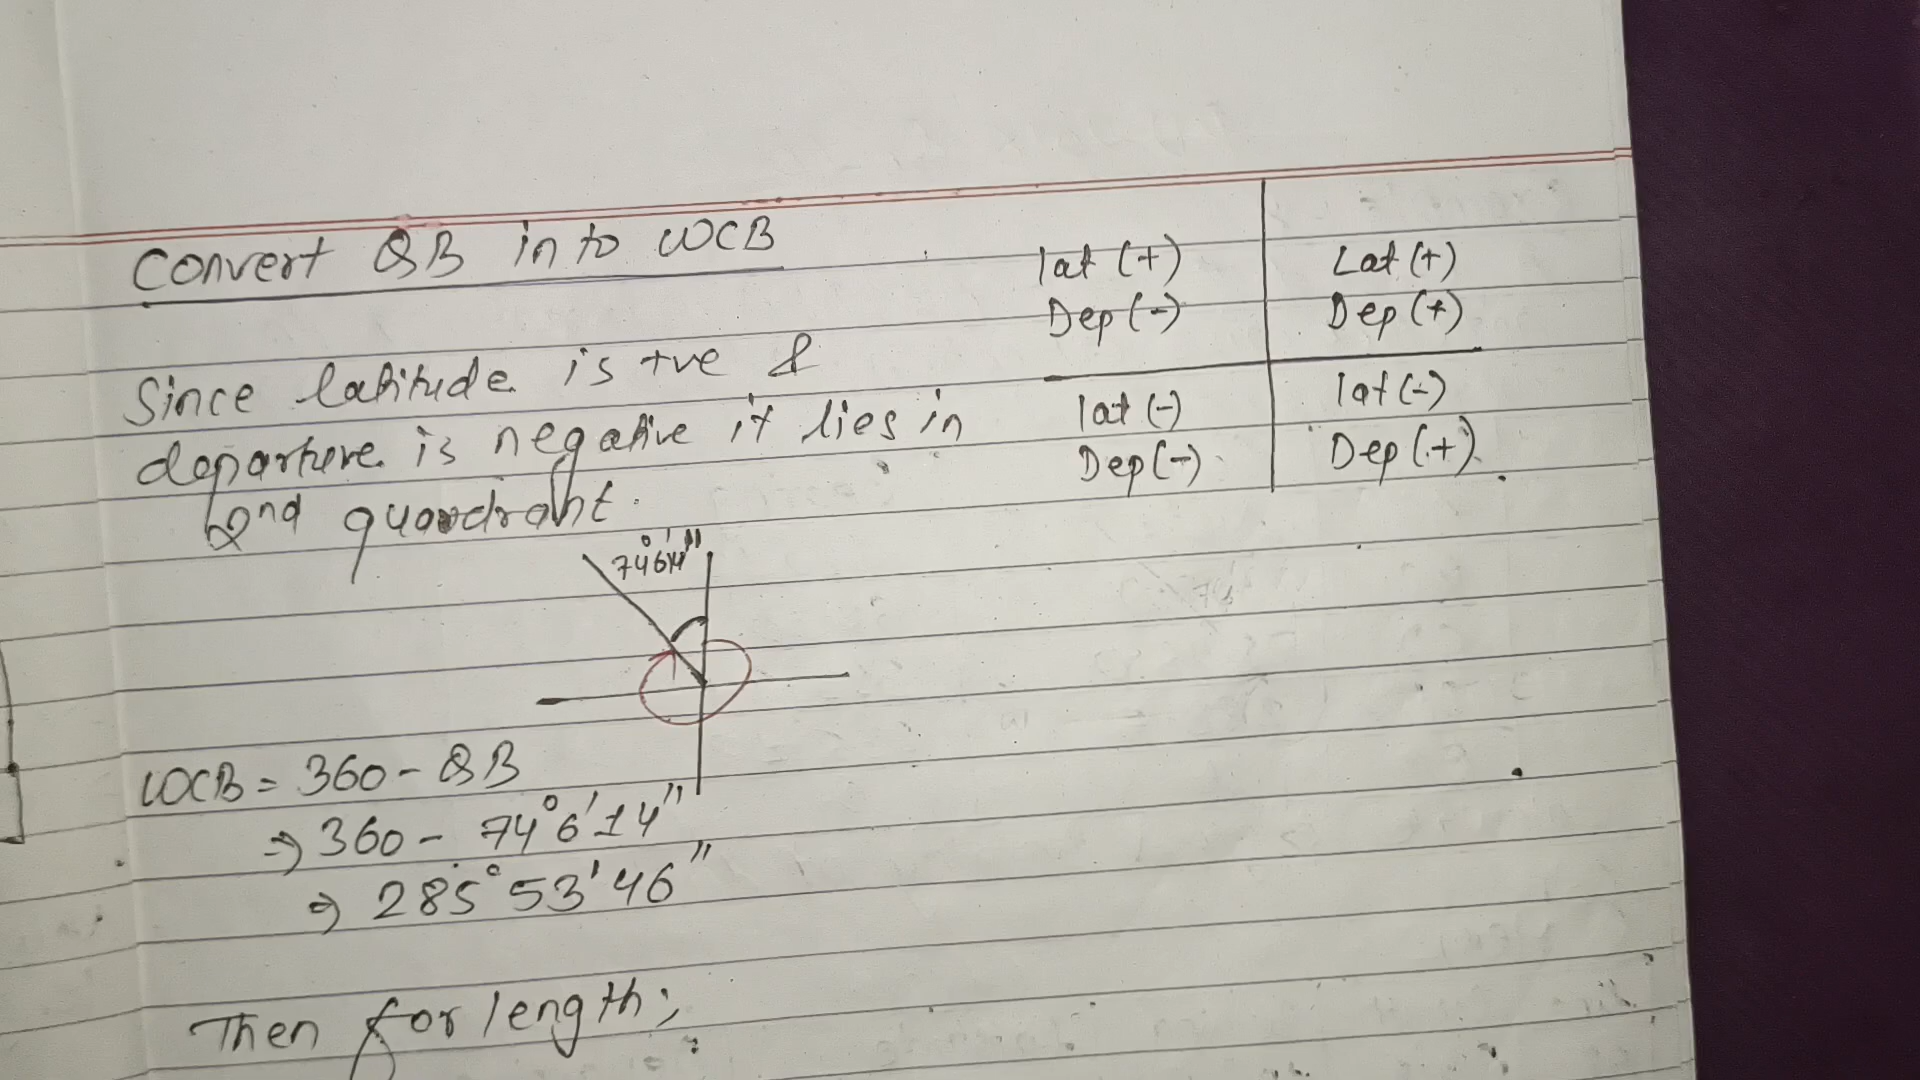 Convert QB in to WCB
lat (+)
Dep (-)
Lat (+)
Dep (+)
lat (-)
Dep (-)
lat (-)
Dep (+)
Since latitude is +ve &
departure is negative it lies in
2nd quadrant.
74°6'14"
WCB = 360 - QB
⇒ 360 - 74°6'14"
⇒ 285°53'46"
Then for length;